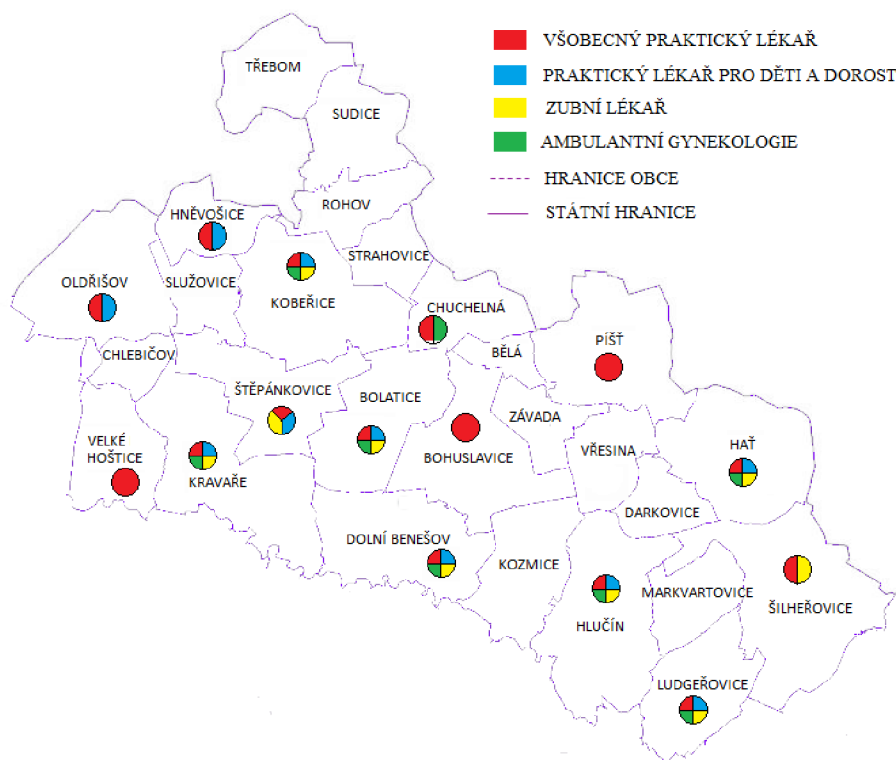 VŠOBECNÝ PRAKTICKÝ LÉKAŘ
PRAKTICKÝ LÉKAŘ PRO DĚTI A DOROST
ZUBNÍ LÉKAŘ
AMBULANTNÍ GYNEKOLOGIE
HRANICE OBCE
STÁTNÍ HRANICE
TŘEBOM
SUDICE
ROHOV
HNĚVOŠICE
STRAHOVICE
OLDŘIŠOV
SLUŽOVICE
KOBEŘICE
CHUCHELNÁ
PÍŠŤ
CHLEBIČOV
BĚLÁ
ŠTĚPÁNKOVICE
BOLATICE
ZÁVADA
VELKÉ
HOŠTICE
KRAVAŘE
BOHUSLAVICE
VŘESINA
HAŤ
DARKOVICE
DOLNÍ BENEŠOV
KOZMICE
MARKVARTOVICE
ŠILHEŘOVICE
HLUČÍN
LUDGEŘOVICE